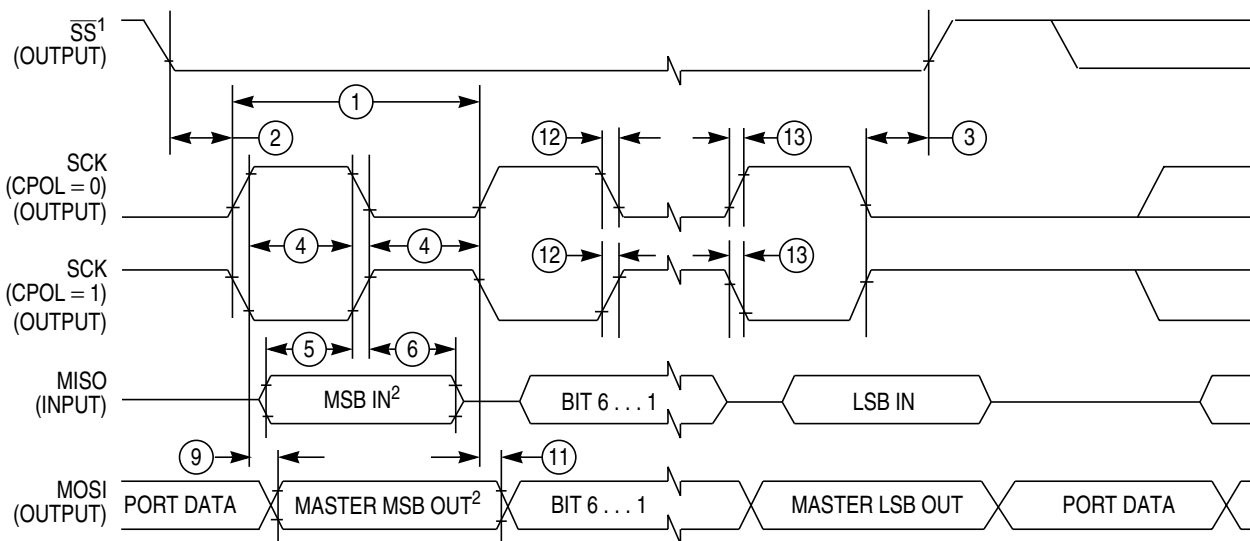 SS¹
(OUTPUT)
1
2
12
13
3
SCK
(CPOL = 0)
(OUTPUT)
4
4
SCK
(CPOL = 1)
(OUTPUT)
12
13
5
6
MISO
(INPUT)
MSB IN²
BIT 6 . . . 1
LSB IN
9
11
MOSI
(OUTPUT)
PORT DATA
MASTER MSB OUT²
BIT 6 . . . 1
MASTER LSB OUT
PORT DATA